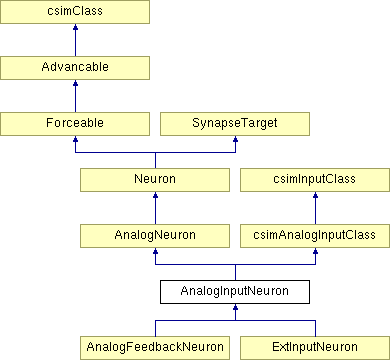 csimClass
Advancable
Forceable
SynapseTarget
Neuron
csimInputClass
AnalogNeuron
csimAnalogInputClass
AnalogInputNeuron
AnalogFeedbackNeuron
ExtInputNeuron